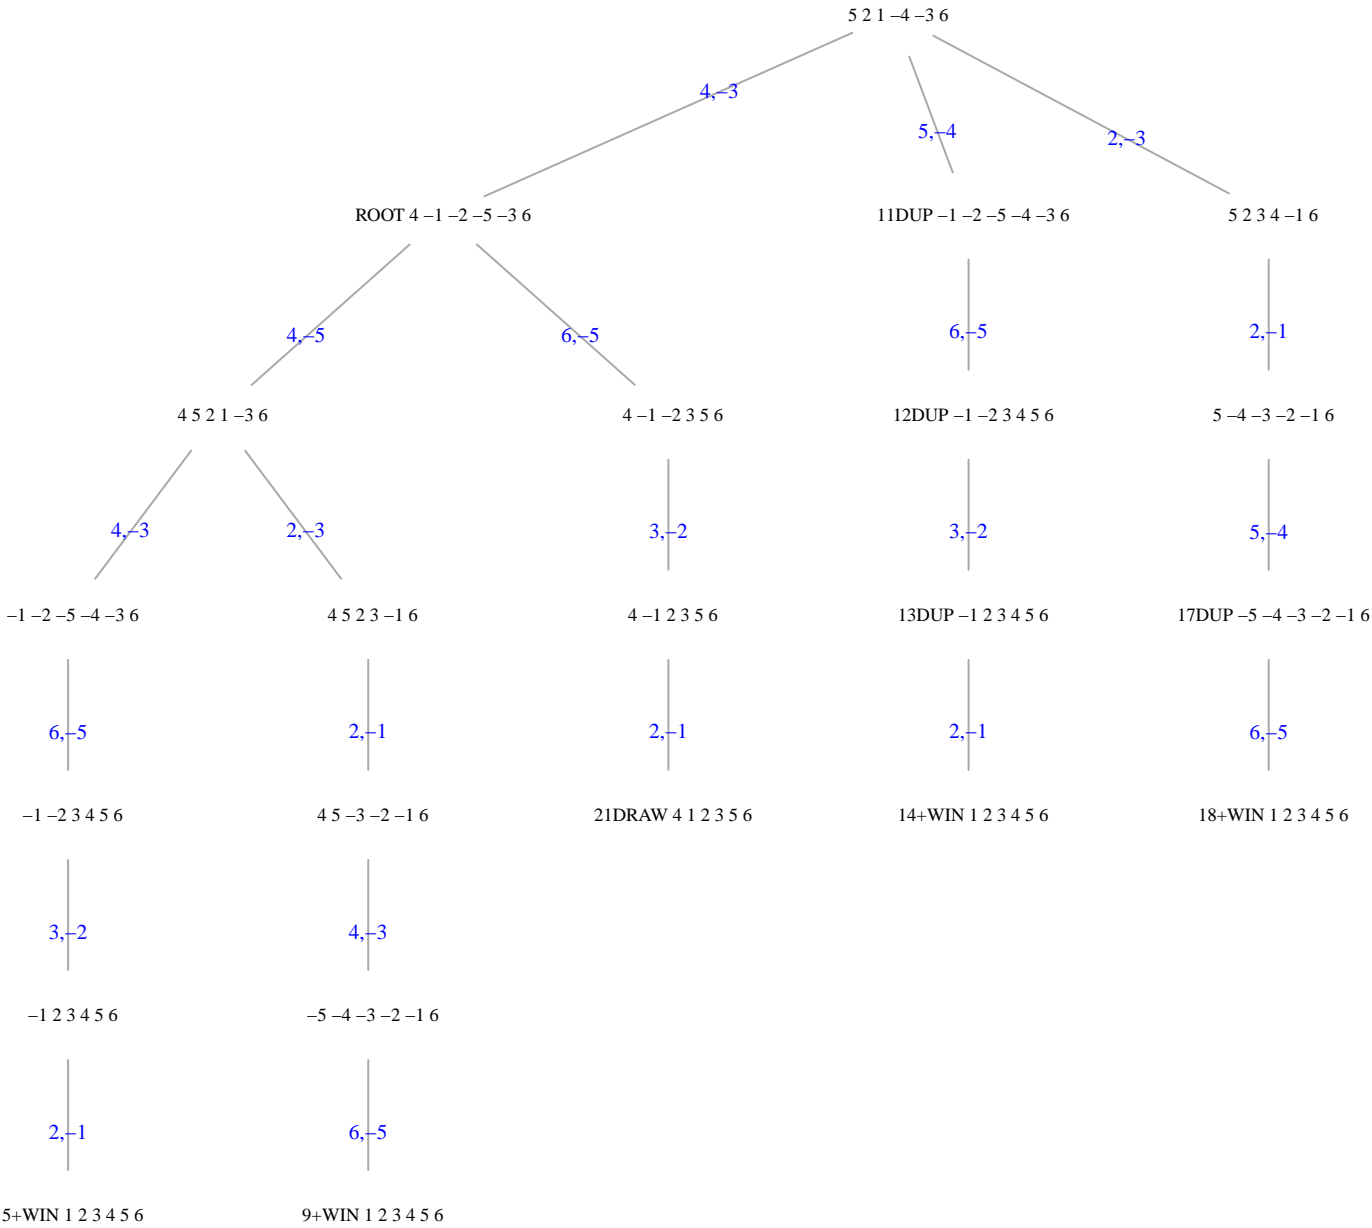 5 2 1 –4 –3 6
4,–3
5,–4
2,–3
ROOT 4 –1 –2 –5 –3 6
11DUP –1 –2 –5 –4 –3 6
5 2 3 4 –1 6
4,–5
6,–5
6,–5
2,–1
4 5 2 1 –3 6
4 –1 –2 3 5 6
12DUP –1 –2 3 4 5 6
5 –4 –3 –2 –1 6
4,–3
2,–3
3,–2
3,–2
5,–4
–1 –2 –5 –4 –3 6
4 5 2 3 –1 6
4 –1 2 3 5 6
13DUP –1 2 3 4 5 6
17DUP –5 –4 –3 –2 –1 6
6,–5
2,–1
2,–1
2,–1
6,–5
–1 –2 3 4 5 6
4 5 –3 –2 –1 6
21DRAW 4 1 2 3 5 6
14+WIN 1 2 3 4 5 6
18+WIN 1 2 3 4 5 6
3,–2
4,–3
–1 2 3 4 5 6
–5 –4 –3 –2 –1 6
2,–1
6,–5
5+WIN 1 2 3 4 5 6
9+WIN 1 2 3 4 5 6